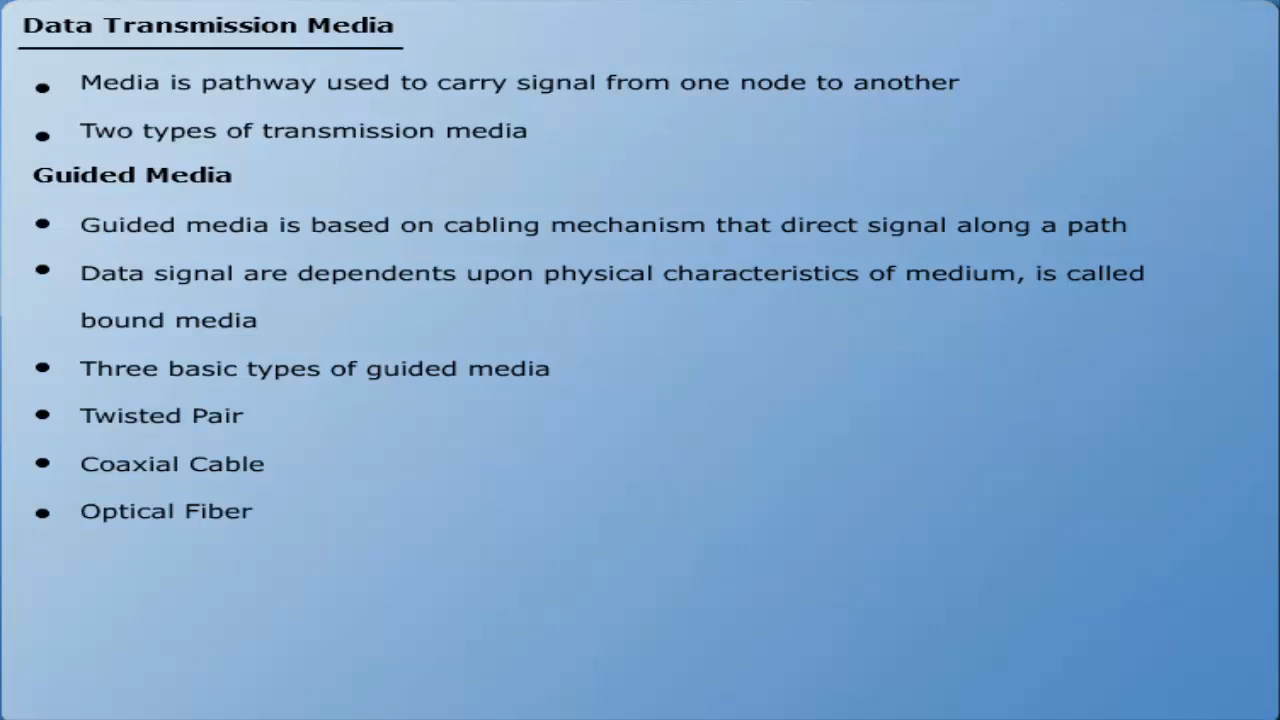 Data Transmission Media
• Media is pathway used to carry signal from one node to another
• Two types of transmission media
Guided Media
• Guided media is based on cabling mechanism that direct signal along a path
• Data signal are dependents upon physical characteristics of medium, is called
bound media
• Three basic types of guided media
• Twisted Pair
• Coaxial Cable
• Optical Fiber